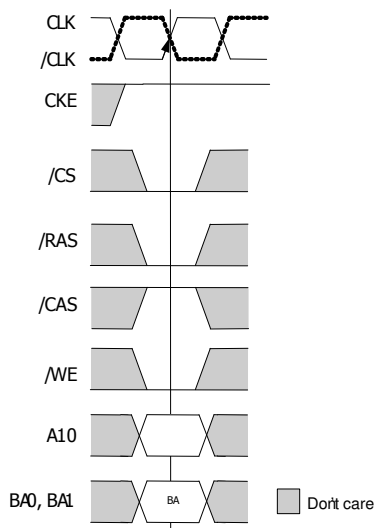 CLK
/CLK
CKE
/CS
/RAS
/CAS
/WE
A10
BA0, BA1
BA
Don't care